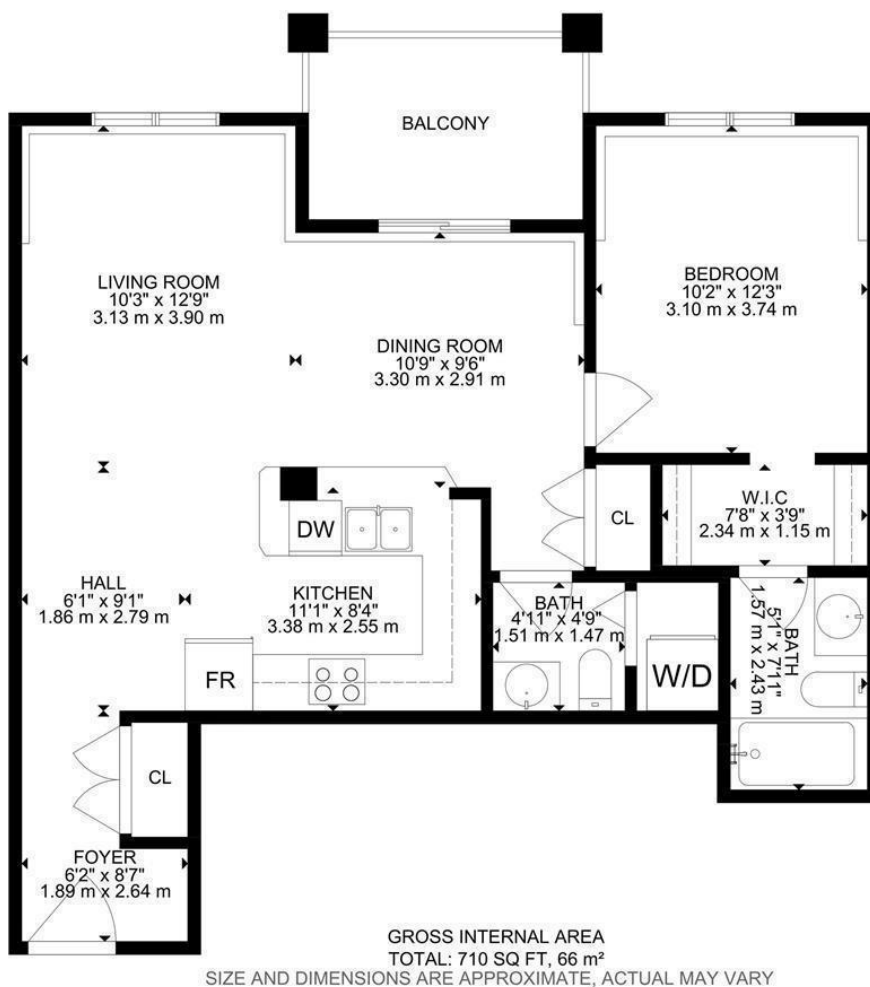 BALCONY
LIVING ROOM
10'3" x 12'9"
3.13 m x 3.90 m
BEDROOM
10'2" x 12'3"
3.10 m x 3.74 m
DINING ROOM
10'9" x 9'6"
3.30 m x 2.91 m
W.I.C
7'8" x 3'9"
2.34 m x 1.15 m
CL
DW
HALL
6'1" x 9'1"
1.86 m x 2.79 m
KITCHEN
11'1" x 8'4"
3.38 m x 2.55 m
BATH
4'11" x 4'9"
1.51 m x 1.47 m
BATH
5'1" x 7'11"
1.57 m x 2.43 m
FR
W/D
CL
FOYER
6'2" x 8'7"
1.89 m x 2.64 m
GROSS INTERNAL AREA
TOTAL: 710 SQ FT, 66 m²
SIZE AND DIMENSIONS ARE APPROXIMATE, ACTUAL MAY VARY